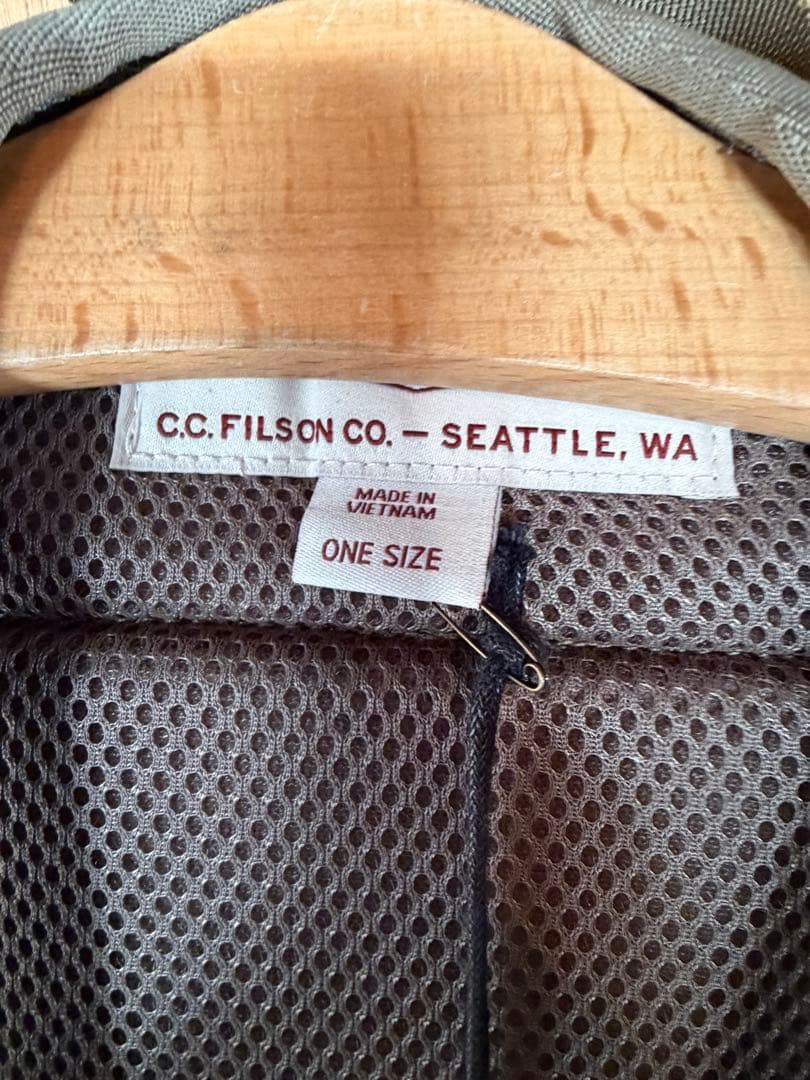 C.C. FILSON CO. — SEATTLE, WA
MADE IN
VIETNAM
ONE SIZE